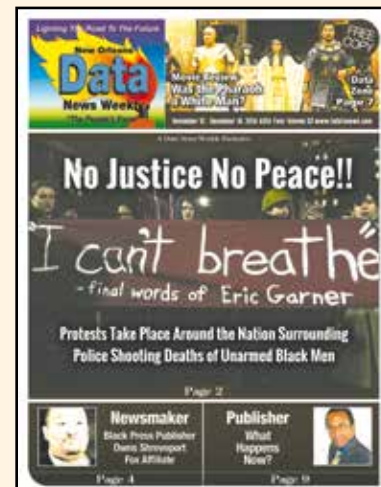 Lighting The Road To The Future
New Orleans
Data
News Weekly
"The People's Paper"
FREE
COPY
Movie Review
Was the Pharaoh
a White Man?
Data
Zone
Page 7
A Data News Weekly Exclusive
No Justice No Peace!!
"I can't breathe"
- final words of Eric Garner
Protests Take Place Around the Nation Surrounding
Police Shooting Deaths of Unarmed Black Men
Page 2
Newsmaker
Black Press Publisher
Owns Shreveport
Fox Affiliate
Page 4
Publisher
What
Happens
Now?
Page 9